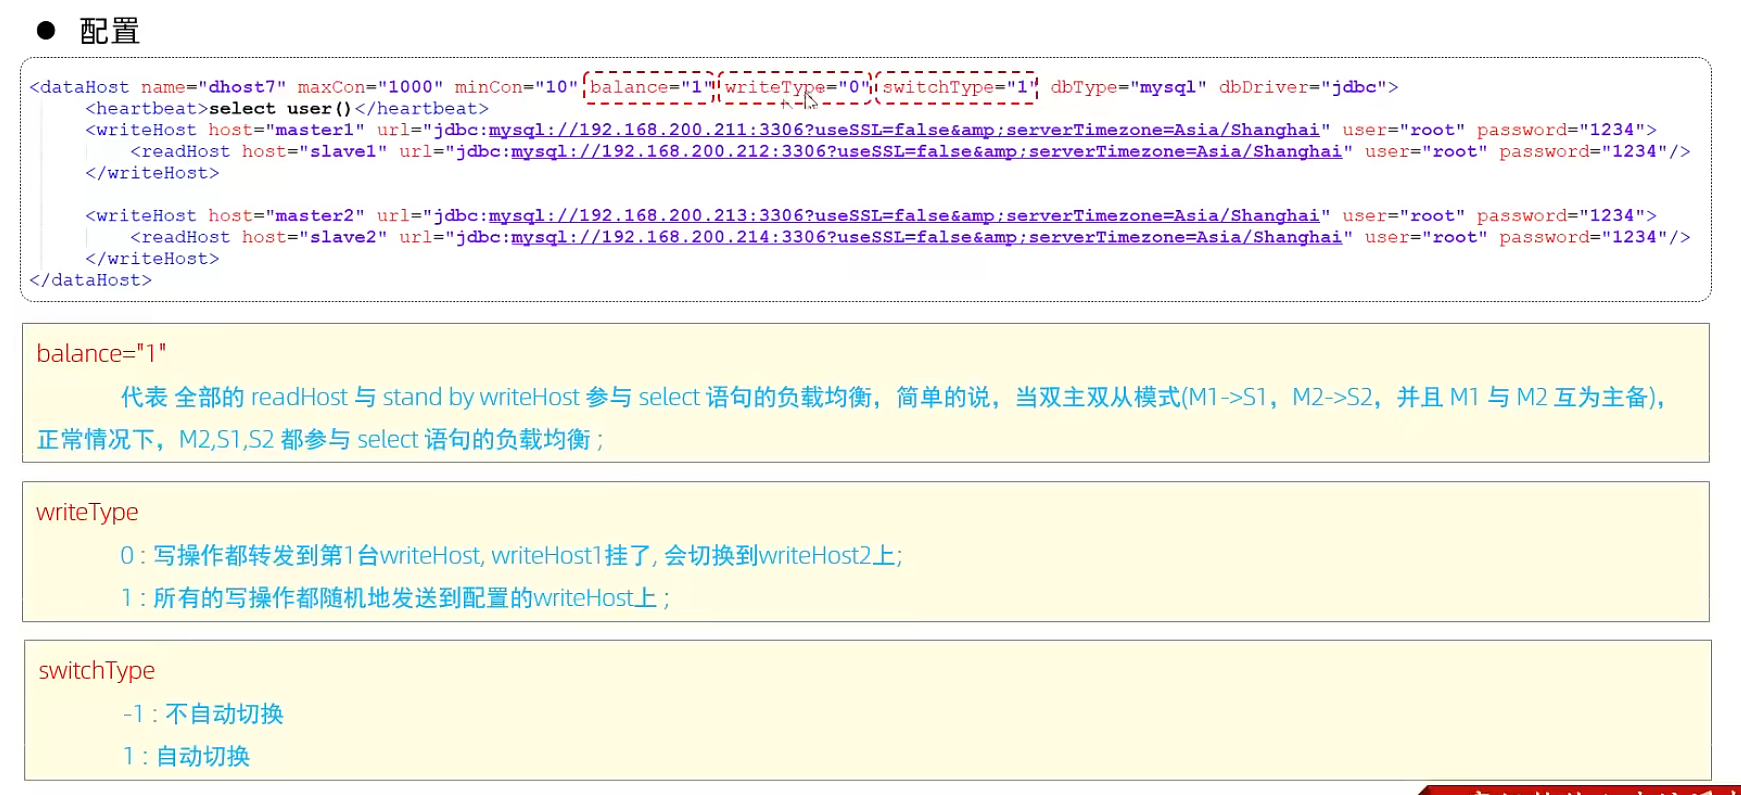 ● 配置
<dataHost name="dhost7" maxCon="1000" minCon="10" balance="1" writeType="0" switchType="1" dbType="mysql" dbDriver="jdbc">
<heartbeat>select user()</heartbeat>
<writeHost host="master1" url="jdbc:mysql://192.168.200.211:3306?useSSL=false&amp;serverTimezone=Asia/Shanghai" user="root" password="1234">
<readHost host="slave1" url="jdbc:mysql://192.168.200.212:3306?useSSL=false&amp;serverTimezone=Asia/Shanghai" user="root" password="1234"/>
</writeHost>
<writeHost host="master2" url="jdbc:mysql://192.168.200.213:3306?useSSL=false&amp;serverTimezone=Asia/Shanghai" user="root" password="1234">
<readHost host="slave2" url="jdbc:mysql://192.168.200.214:3306?useSSL=false&amp;serverTimezone=Asia/Shanghai" user="root" password="1234"/>
</writeHost>
</dataHost>
balance="1"
代表 全部的 readHost 与 stand by writeHost 参与 select 语句的负载均衡，简单的说，当双主双从模式(M1->S1，M2->S2，并且 M1 与 M2 互为主备)，
正常情况下，M2,S1,S2 都参与 select 语句的负载均衡 ;
writeType
0 : 写操作都转发到第1台writeHost, writeHost1挂了, 会切换到writeHost2上;
1 : 所有的写操作都随机地发送到配置的writeHost上 ;
switchType
-1 : 不自动切换
1 : 自动切换